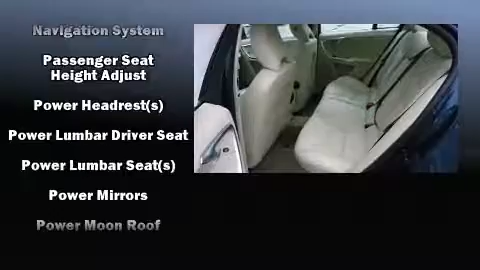 Navigation System
Passenger Seat
Height Adjust
Power Headrest(s)
Power Lumbar Driver Seat
Power Lumbar Seat(s)
Power Mirrors
Power Moon Roof